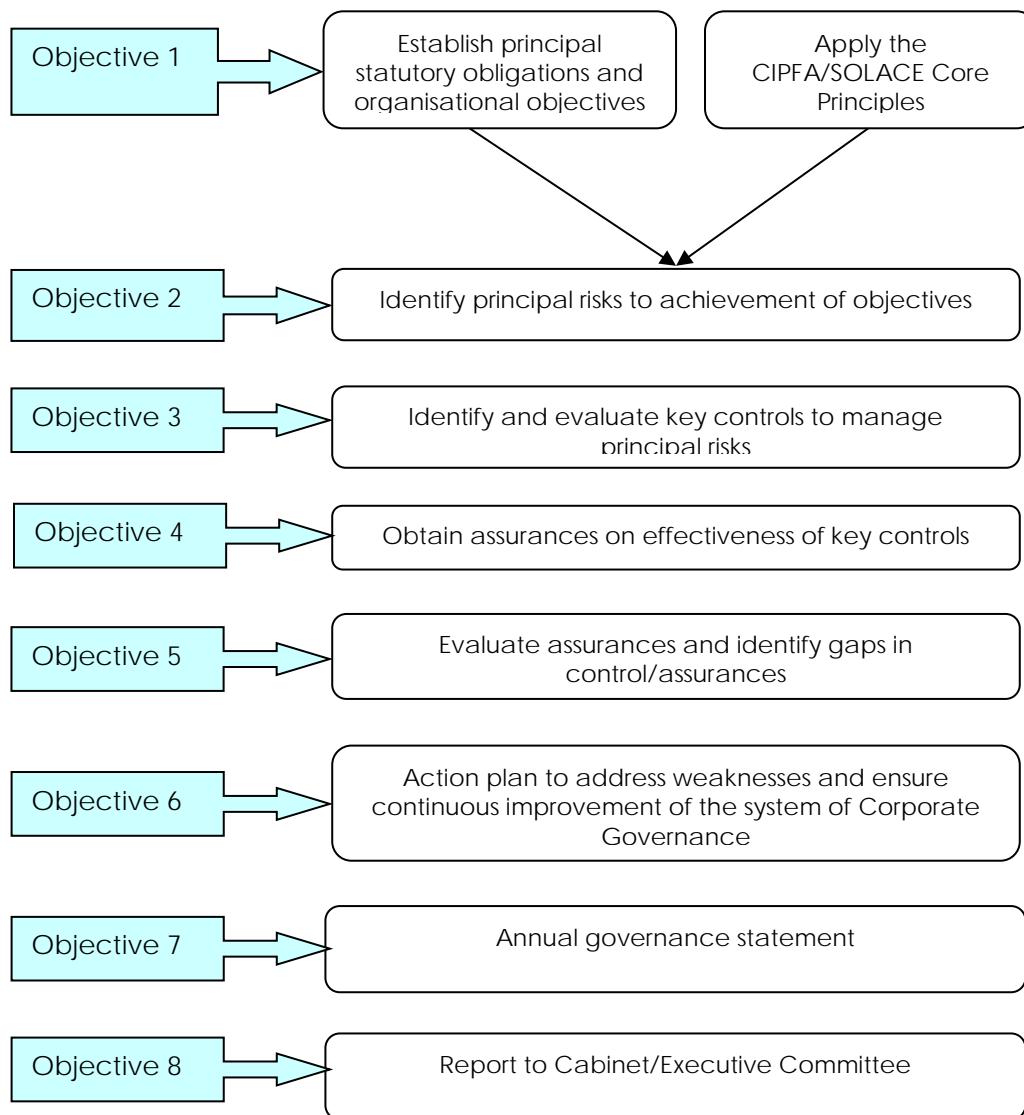 Objective 1
Establish principal
statutory obligations and
organisational objectives
Apply the
CIPFA/SOLACE Core
Principles
Objective 2
Identify principal risks to achievement of objectives
Objective 3
Identify and evaluate key controls to manage
principal risks
Objective 4
Obtain assurances on effectiveness of key controls
Objective 5
Evaluate assurances and identify gaps in
control/assurances
Objective 6
Action plan to address weaknesses and ensure
continuous improvement of the system of Corporate
Governance
Objective 7
Annual governance statement
Objective 8
Report to Cabinet/Executive Committee